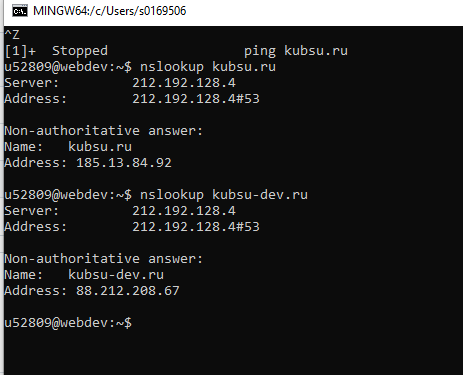 MINGW64:/c/Users/s0169506
^Z
[1]+  Stopped                 ping kubsu.ru
u52809@webdev:~$ nslookup kubsu.ru
Server:         212.192.128.4
Address:        212.192.128.4#53

Non-authoritative answer:
Name:   kubsu.ru
Address: 185.13.84.92

u52809@webdev:~$ nslookup kubsu-dev.ru
Server:         212.192.128.4
Address:        212.192.128.4#53

Non-authoritative answer:
Name:   kubsu-dev.ru
Address: 88.212.208.67

u52809@webdev:~$